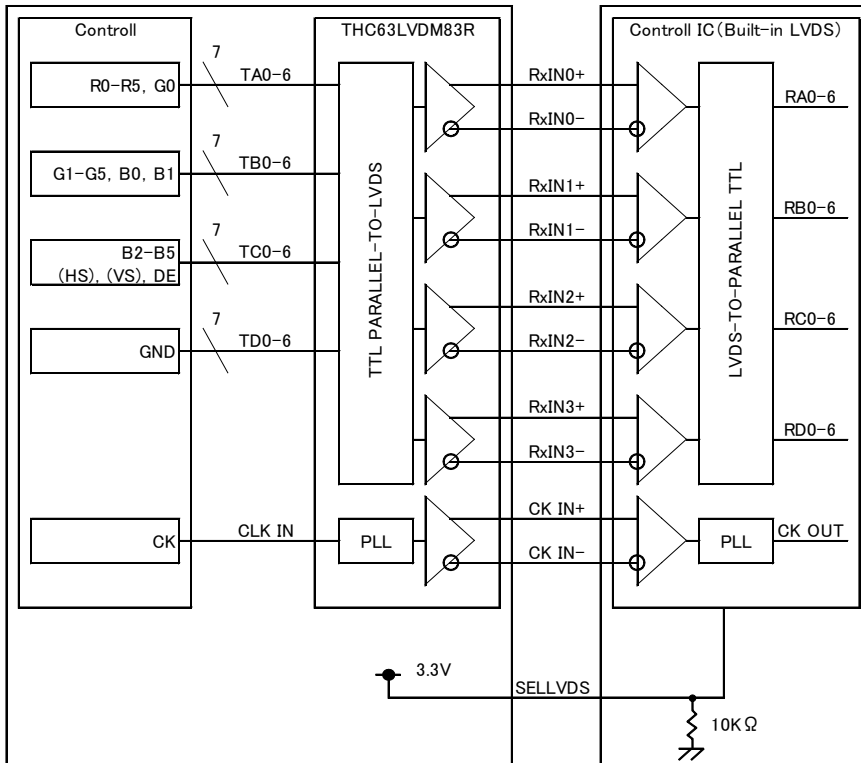 Controll
THC63LVDM83R
Controll IC(Built-in LVDS)
7
R0-R5, G0
TA0-6
RxIN0+
RxIN0-
RA0-6
7
G1-G5, B0, B1
TB0-6
RxIN1+
RxIN1-
RB0-6
7
B2-B5
(HS), (VS), DE
TC0-6
RxIN2+
RxIN2-
RC0-6
7
GND
TD0-6
RxIN3+
RxIN3-
RD0-6
TTL PARALLEL-TO-LVDS
LVDS-TO-PARALLEL TTL
CK
CLK IN
PLL
CK IN+
CK IN-
PLL
CK OUT
3.3V
SELLVDS
10KΩ